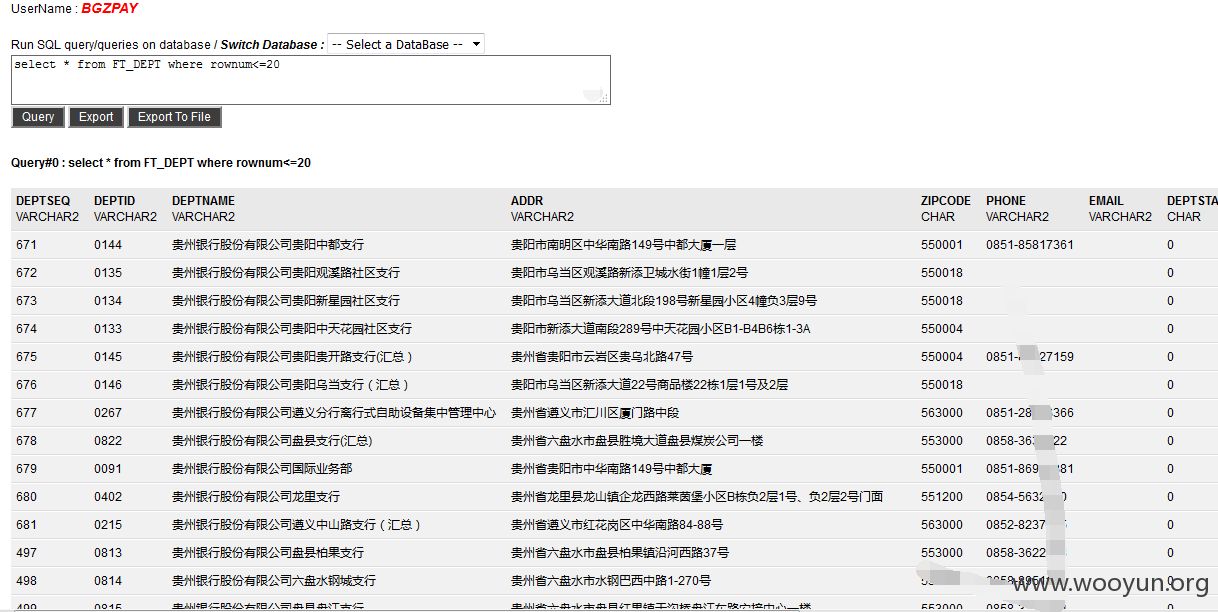 UserName : BGZPAY
Run SQL query/queries on database / Switch Database : -- Select a DataBase --
select * from FT_DEPT where rownum<=20
Query Export Export To File
Query#0 : select * from FT_DEPT where rownum<=20
DEPTSEQ DEPTID DEPTNAME ADDR ZIPCODE PHONE EMAIL DEPTSTA
VARCHAR2 VARCHAR2 VARCHAR2 VARCHAR2 CHAR VARCHAR2 VARCHAR2 CHAR
671 0144 贵州银行股份有限公司贵阳中都支行 贵阳市南明区中华南路149号中都大厦一层 550001 0851-85817361 0
672 0135 贵州银行股份有限公司贵阳观溪路社区支行 贵阳市乌当区观溪路新添卫城水街1幢1层2号 550018 0
673 0134 贵州银行股份有限公司贵阳新星园社区支行 贵阳市乌当区新添大道北段198号新星园小区4幢负3层9号 550018 0
674 0133 贵州银行股份有限公司贵阳中天花园社区支行 贵阳市新添大道南段289号中天花园小区B1-B4B6栋1-3A 550004 0
675 0145 贵州银行股份有限公司贵阳贵开路支行(汇总） 贵州省贵阳市云岩区贵乌北路47号 550004 0851- 27159 0
676 0146 贵州银行股份有限公司贵阳乌当支行（汇总） 贵阳市乌当区新添大道22号商品楼22栋1层1号及2层 550018 0
677 0267 贵州银行股份有限公司遵义分行离行式自助设备集中管理中心 贵州省遵义市汇川区厦门路中段 563000 0851-28 366 0
678 0822 贵州银行股份有限公司盘县支行(汇总) 贵州省六盘水市盘县胜境大道盘县煤炭公司一楼 553000 0858-36 22 0
679 0091 贵州银行股份有限公司国际业务部 贵州省贵阳市中华南路149号中都大厦 550001 0851-869 81 0
680 0402 贵州银行股份有限公司龙里支行 贵州省龙里县龙山镇企龙西路莱茵堡小区B栋负2层1号、负2层2号门面 551200 0854-5632 0
681 0215 贵州银行股份有限公司遵义中山路支行（汇总） 贵州省遵义市红花岗区中华南路84-88号 563000 0852-8237 0
497 0813 贵州银行股份有限公司盘县柏果支行 贵州省六盘水市盘县柏果镇沿河西路37号 553000 0858-3622 0
498 0814 贵州银行股份有限公司六盘水钢城支行 贵州省六盘水市水钢巴西中路1-270号 0858-895 0
499 0815 贵州银行股份有限公司盘县盘江支行 553000 0858-
www.wooyun.org